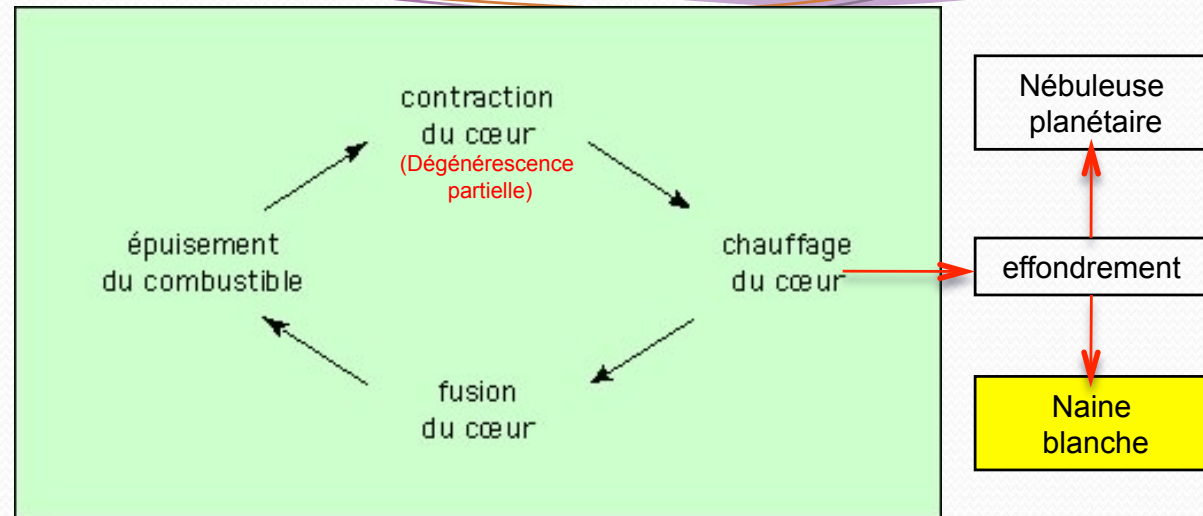 contraction
du cœur
(Dégénérescence
partielle)
épuisement
du combustible
chauffage
du cœur
fusion
du cœur
Nébuleuse
planétaire
effondrement
Naine
blanche